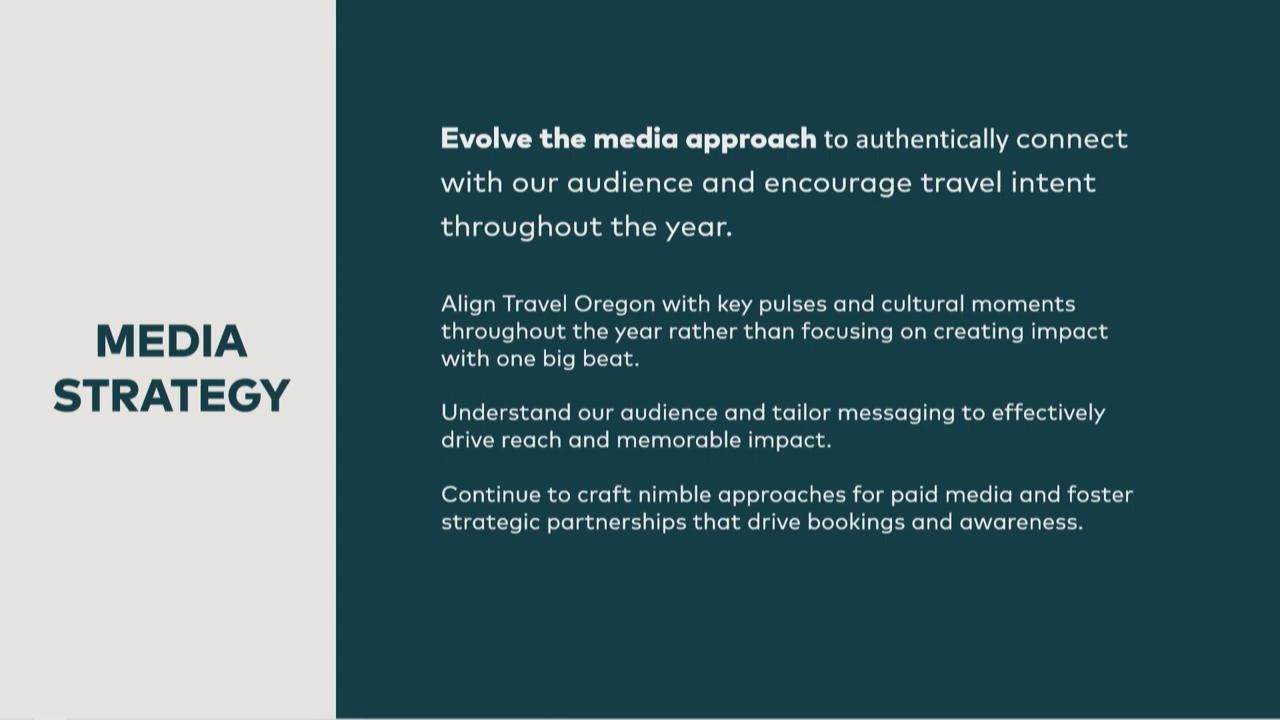 MEDIA
STRATEGY
Evolve the media approach to authentically connect
with our audience and encourage travel intent
throughout the year.
Align Travel Oregon with key pulses and cultural moments
throughout the year rather than focusing on creating impact
with one big beat.
Understand our audience and tailor messaging to effectively
drive reach and memorable impact.
Continue to craft nimble approaches for paid media and foster
strategic partnerships that drive bookings and awareness.